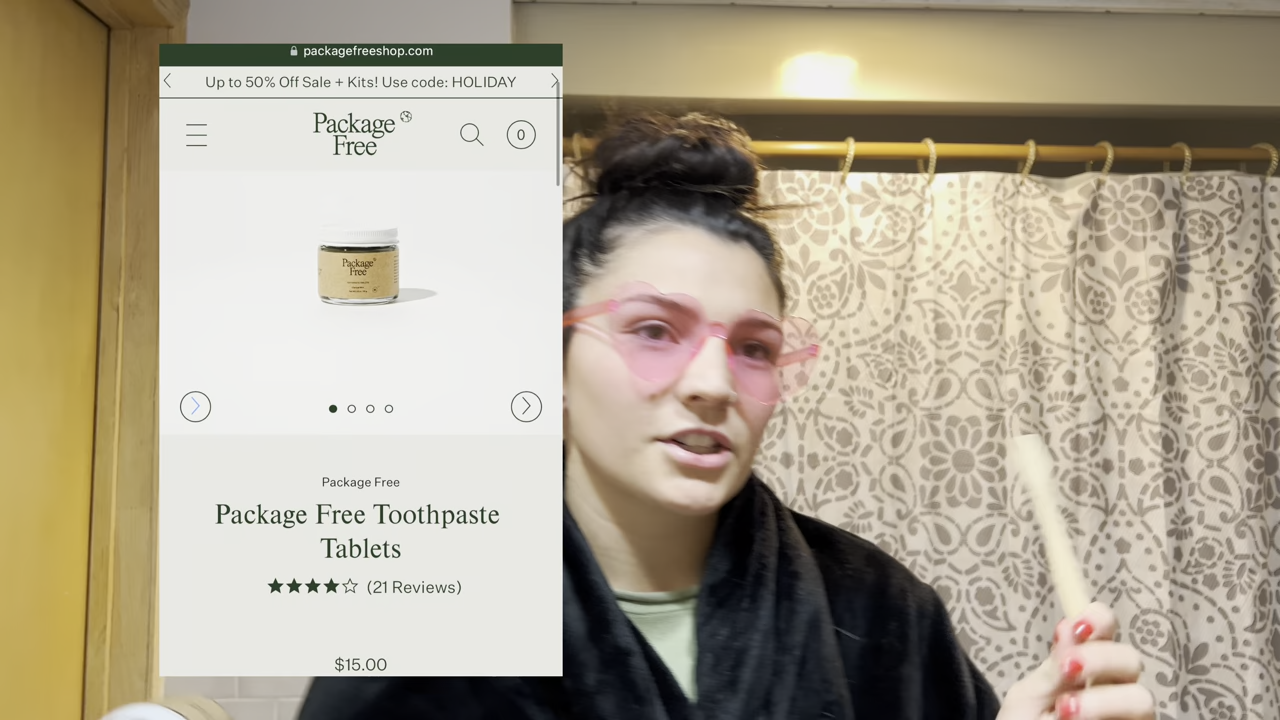 packagefreeshop.com
Up to 50% Off Sale + Kits! Use code: HOLIDAY
Package
Free
0
Package
Free
Package Free
Package Free Toothpaste
Tablets
(21 Reviews)
$15.00